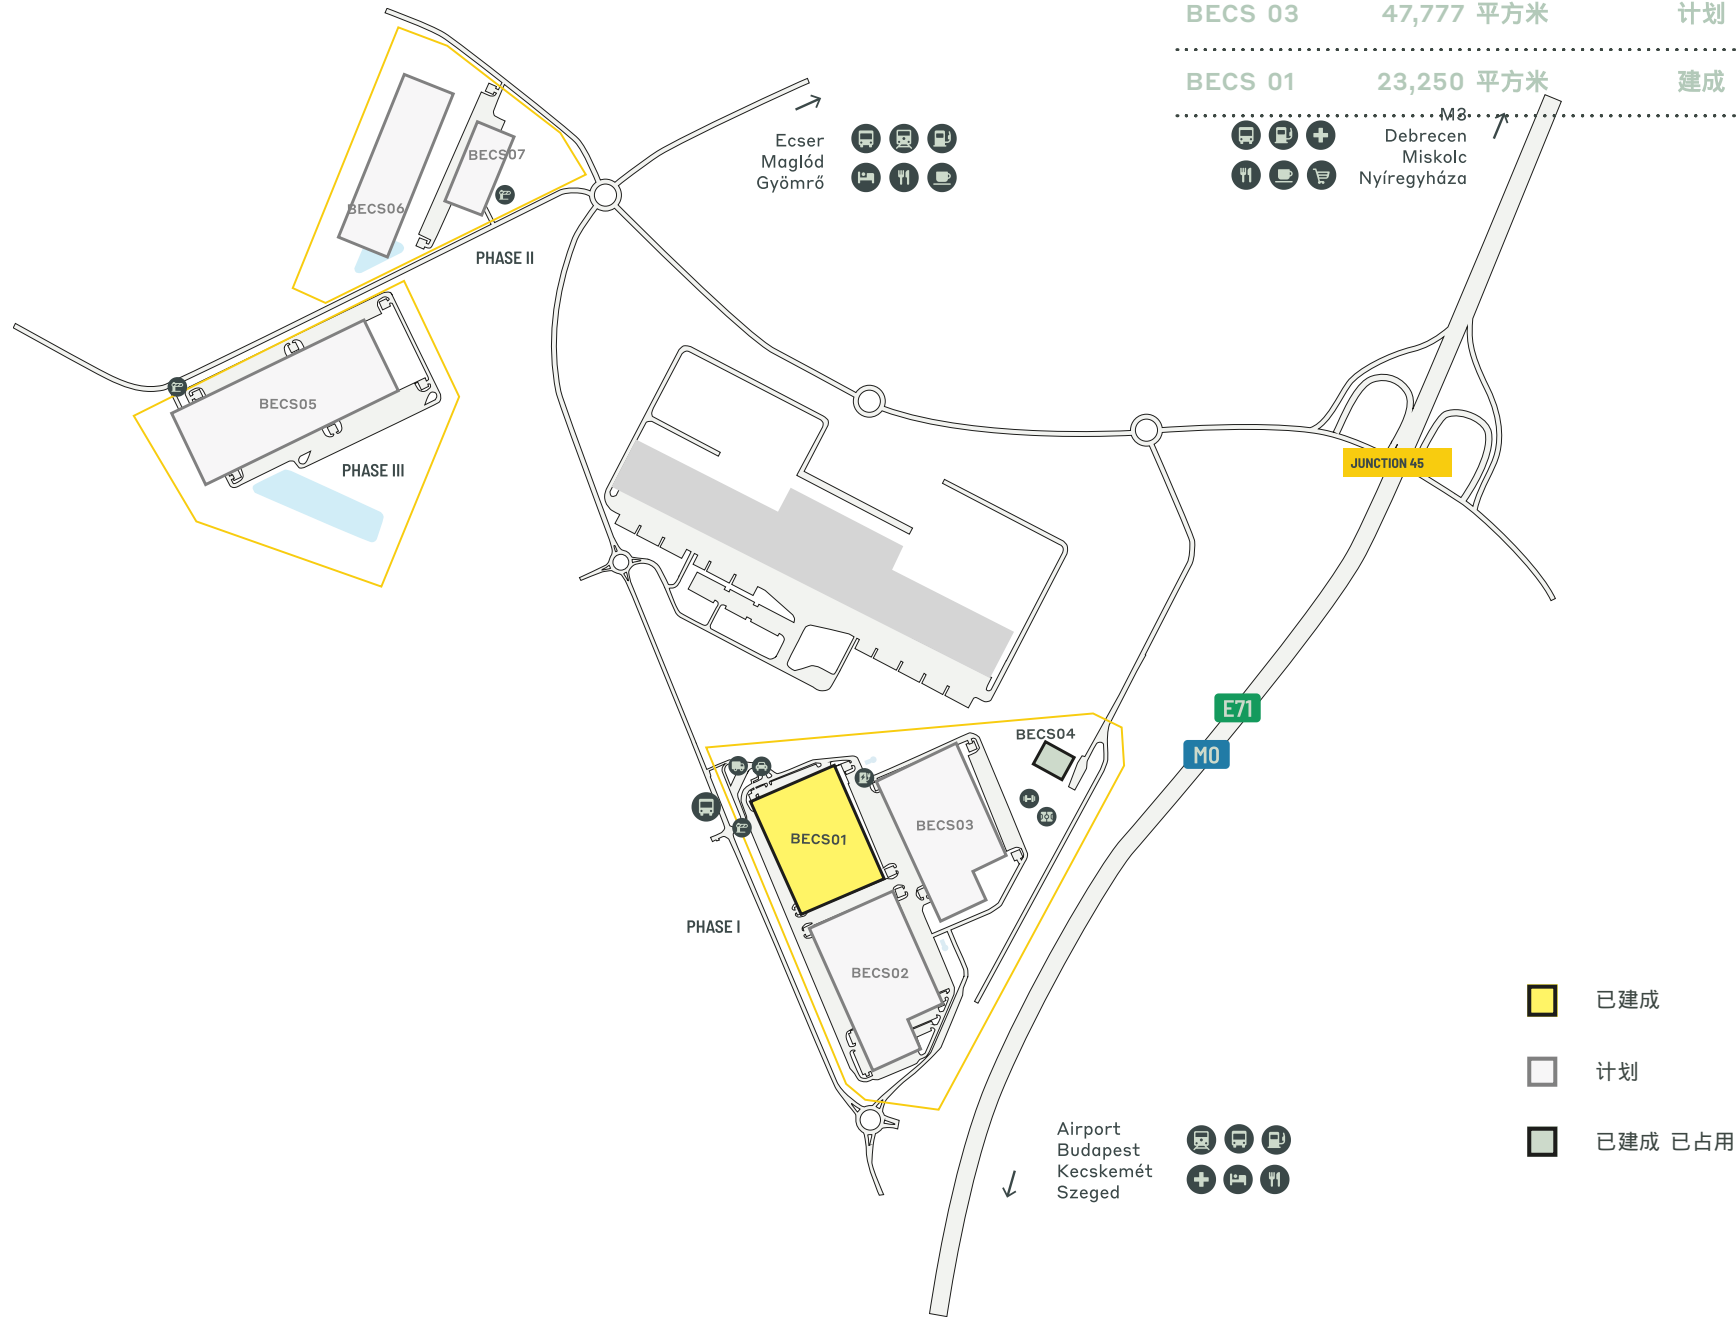 BECS 03 47,777 平方米 计划
BECS 01 23,250 平方米 建成
M3
Debrecen
Miskolc
Nyíregyháza
Ecser
Maglód
Gyömrő
BECS07
BECS06
PHASE II
BECS05
PHASE III
JUNCTION 45
E71
M0
BECS04
BECS03
BECS01
PHASE I
BECS02
已建成
计划
已建成 已占用
Airport
Budapest
Kecskemét
Szeged